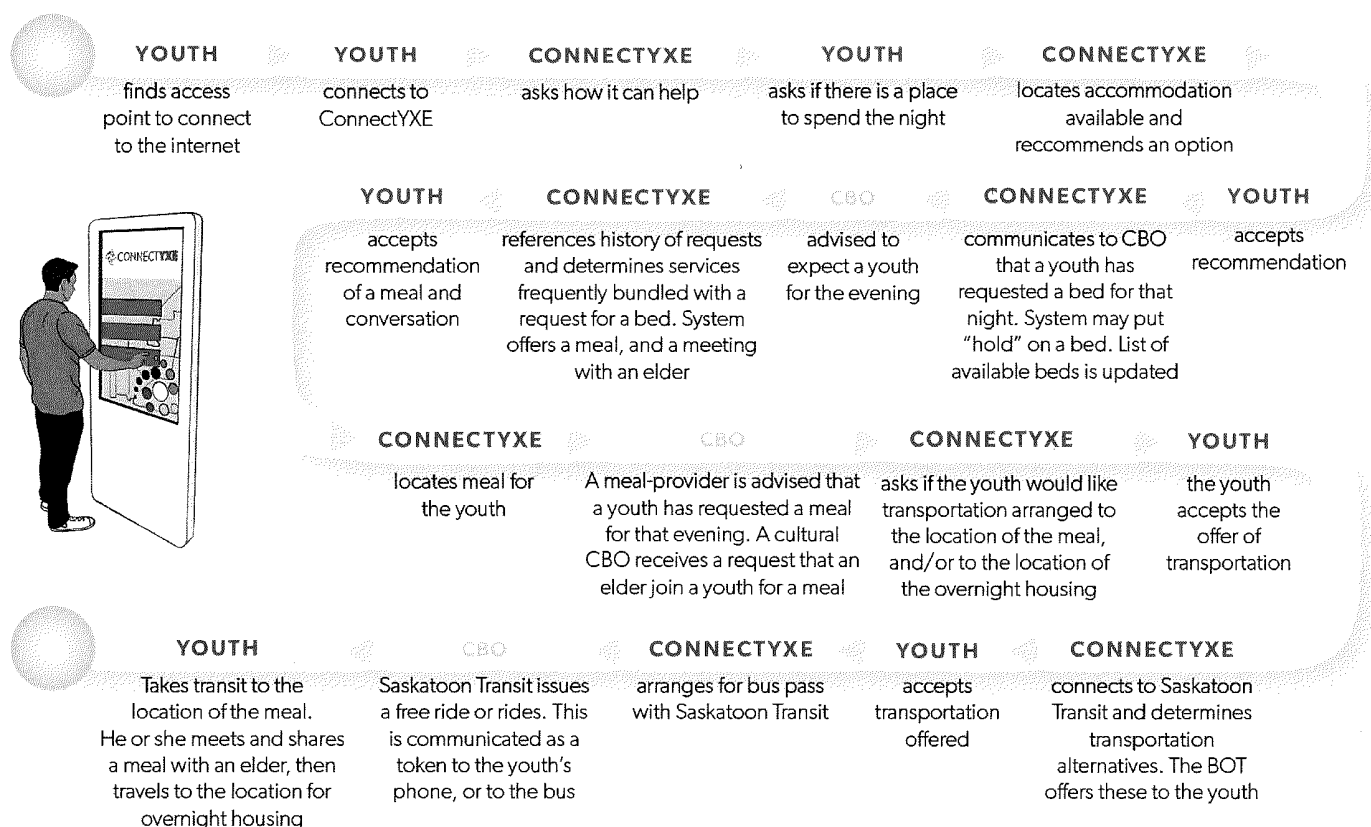 YOUTH
finds access
point to connect
to the internet
YOUTH
connects to
ConnectYXE
CONNECTYXE
asks how it can help
YOUTH
asks if there is a place
to spend the night
CONNECTYXE
locates accommodation
available and
reccommends an option
YOUTH
accepts
recommendation
CONNECTYXE
communicates to CBO
that a youth has
requested a bed for that
night. System may put
"hold" on a bed. List of
available beds is updated
CBO
advised to
expect a youth
for the evening
CONNECTYXE
references history of requests
and determines services
frequently bundled with a
request for a bed. System
offers a meal, and a meeting
with an elder
YOUTH
accepts
recommendation
of a meal and
conversation
CONNECTYXE
CONNECTYXE
locates meal for
the youth
CBO
A meal-provider is advised that
a youth has requested a meal
for that evening. A cultural
CBO receives a request that an
elder join a youth for a meal
CONNECTYXE
asks if the youth would like
transportation arranged to
the location of the meal,
and/or to the location of
the overnight housing
YOUTH
the youth
accepts the
offer of
transportation
CONNECTYXE
connects to Saskatoon
Transit and determines
transportation
alternatives. The BOT
offers these to the youth
YOUTH
accepts
transportation
offered
CONNECTYXE
arranges for bus pass
with Saskatoon Transit
CBO
Saskatoon Transit issues
a free ride or rides. This
is communicated as a
token to the youth's
phone, or to the bus
YOUTH
Takes transit to the
location of the meal.
He or she meets and shares
a meal with an elder, then
travels to the location for
overnight housing